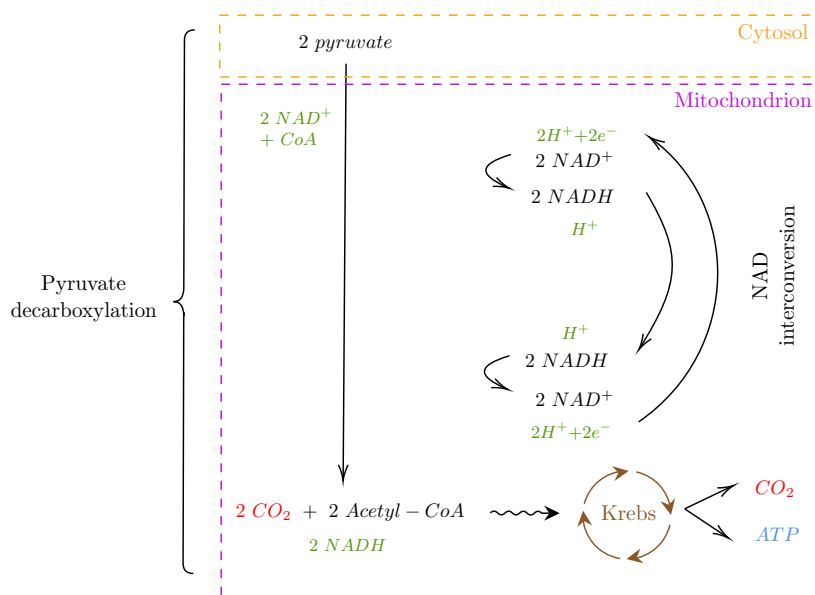 Cytosol
2 pyruvate
Mitochondrion
2 NAD⁺
+ CoA
2H⁺+2e⁻
2 NAD⁺
2 NADH
H⁺
NAD
interconversion
Pyruvate
decarboxylation
H⁺
2 NADH
2 NAD⁺
2H⁺+2e⁻
2 CO₂ + 2 Acetyl − CoA
2 NADH
Krebs
CO₂
ATP